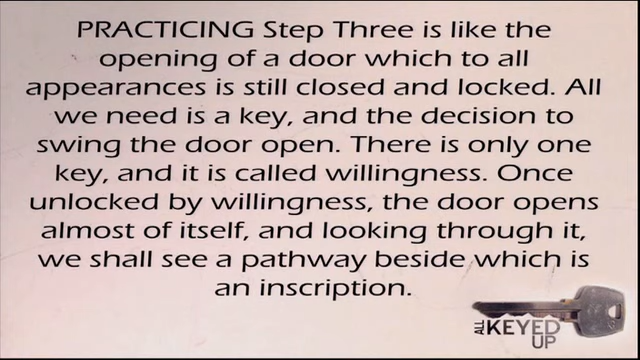 PRACTICING Step Three is like the
opening of a door which to all
appearances is still closed and locked. All
we need is a key, and the decision to
swing the door open. There is only one
key, and it is called willingness. Once
unlocked by willingness, the door opens
almost of itself, and looking through it,
we shall see a pathway beside which is
an inscription.
ALL
KEYED
UP